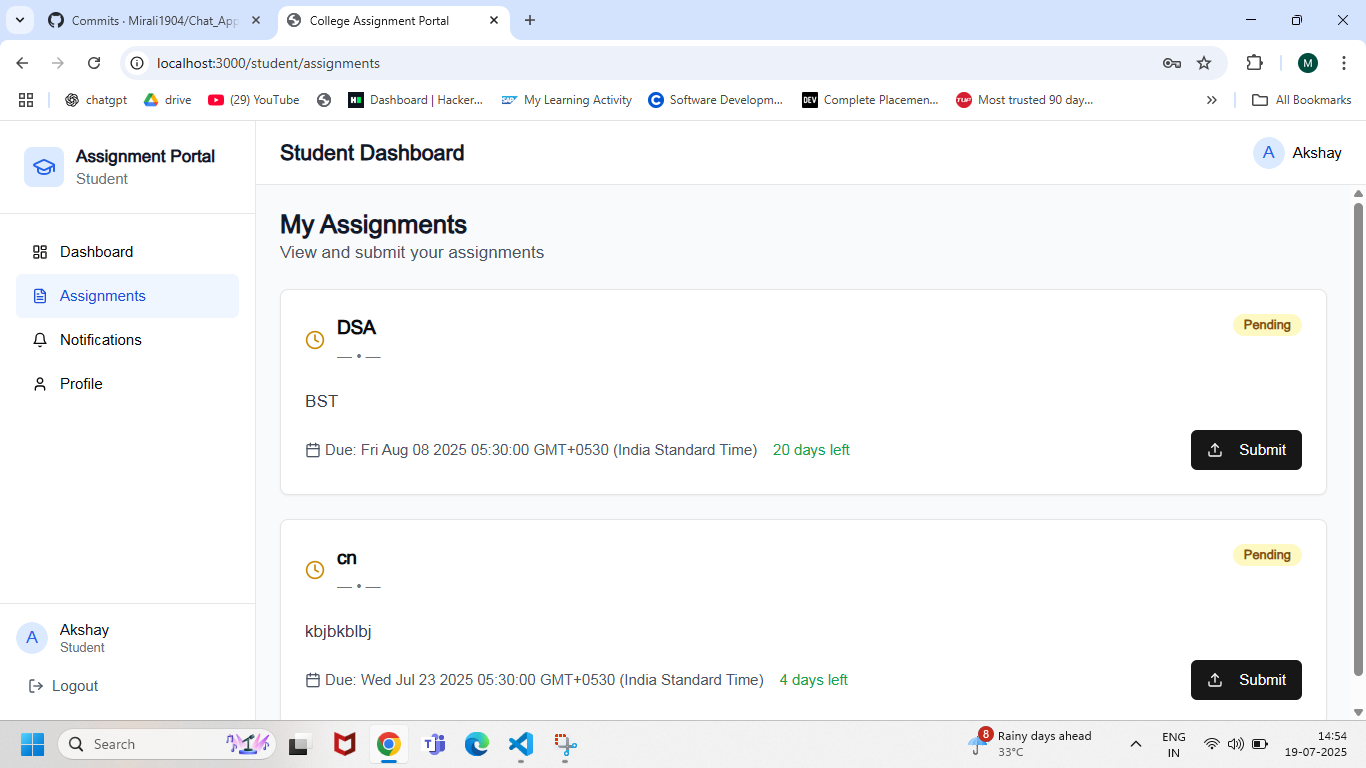 Commits · Mirali1904/Chat_App
College Assignment Portal
localhost:3000/student/assignments
M
chatgpt
drive
(29) YouTube
Dashboard | Hacker...
My Learning Activity
Software Developm...
DEV
Complete Placemen...
TUF
Most trusted 90 day...
All Bookmarks
Assignment Portal
Student
Student Dashboard
A
Akshay
Dashboard
Assignments
Notifications
Profile
My Assignments
View and submit your assignments
DSA
— • —
Pending
BST
Due: Fri Aug 08 2025 05:30:00 GMT+0530 (India Standard Time)
20 days left
Submit
cn
— • —
Pending
kbjbkblbj
Due: Wed Jul 23 2025 05:30:00 GMT+0530 (India Standard Time)
4 days left
Submit
A
Akshay
Student
Logout
Search
8
Rainy days ahead
33°C
ENG
IN
14:54
19-07-2025